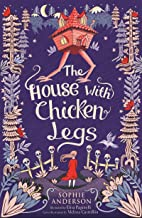 The
HOUSE WITH
CHICKEN
Legs
SOPHIE
ANDERSON